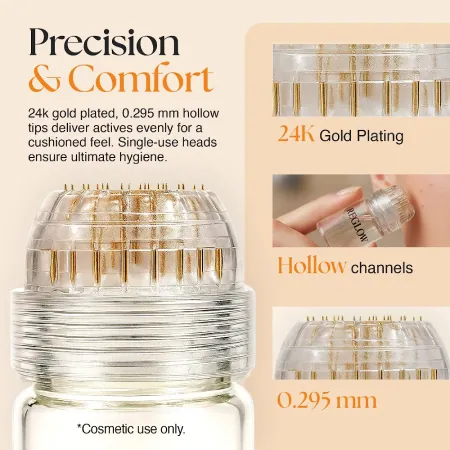 Precision
& Comfort
24k gold plated, 0.295 mm hollow
tips deliver actives evenly for a
cushioned feel. Single-use heads
ensure ultimate hygiene.
24K Gold Plating
REGLOW
Hollow channels
0.295 mm
*Cosmetic use only.